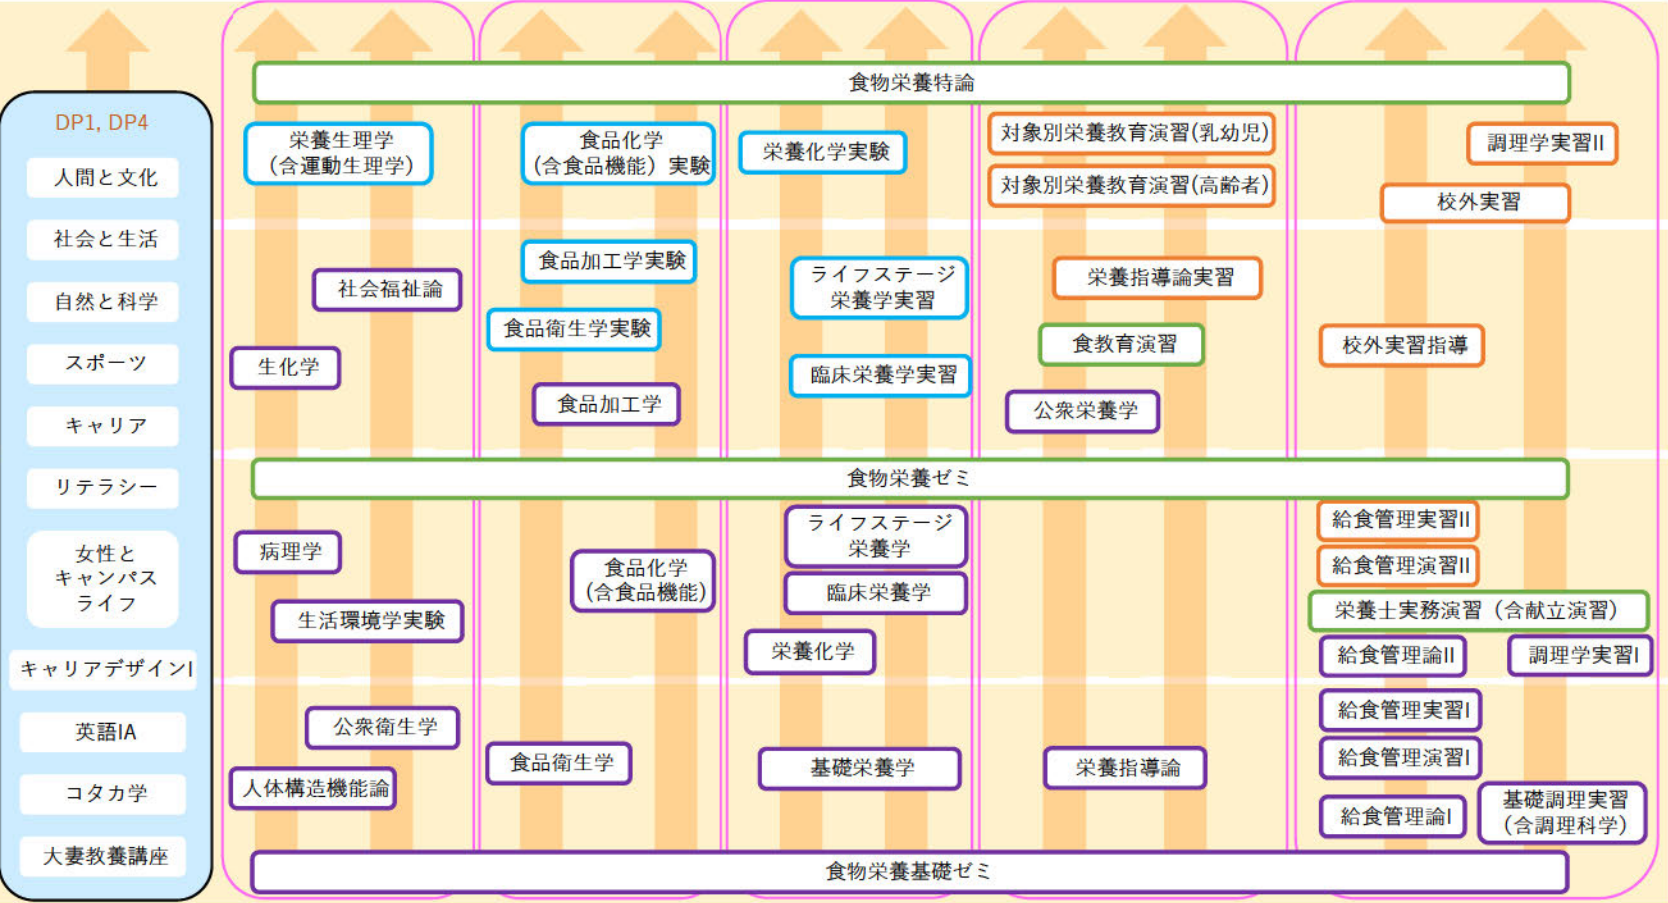 DP1, DP4
人間と文化
社会と生活
自然と科学
スポーツ
キャリア
リテラシー
女性と
キャンパス
ライフ
キャリアデザインI
英語IA
コタカ学
大妻教養講座
食物栄養特論
栄養生理学
(含運動生理学)
食品化学
(含食品機能）実験
栄養化学実験
対象別栄養教育演習(乳幼児)
対象別栄養教育演習(高齢者)
調理学実習II
校外実習
社会福祉論
生化学
食品加工学実験
食品衛生学実験
食品加工学
ライフステージ
栄養学実習
臨床栄養学実習
栄養指導論実習
食教育演習
公衆栄養学
校外実習指導
食物栄養ゼミ
病理学
生活環境学実験
食品化学
(含食品機能)
ライフステージ
栄養学
臨床栄養学
栄養化学
給食管理実習II
給食管理演習II
栄養士実務演習（含献立演習）
給食管理論II
調理学実習I
公衆衛生学
人体構造機能論
食品衛生学
基礎栄養学
栄養指導論
給食管理実習I
給食管理演習I
給食管理論I
基礎調理実習
（含調理科学）
食物栄養基礎ゼミ